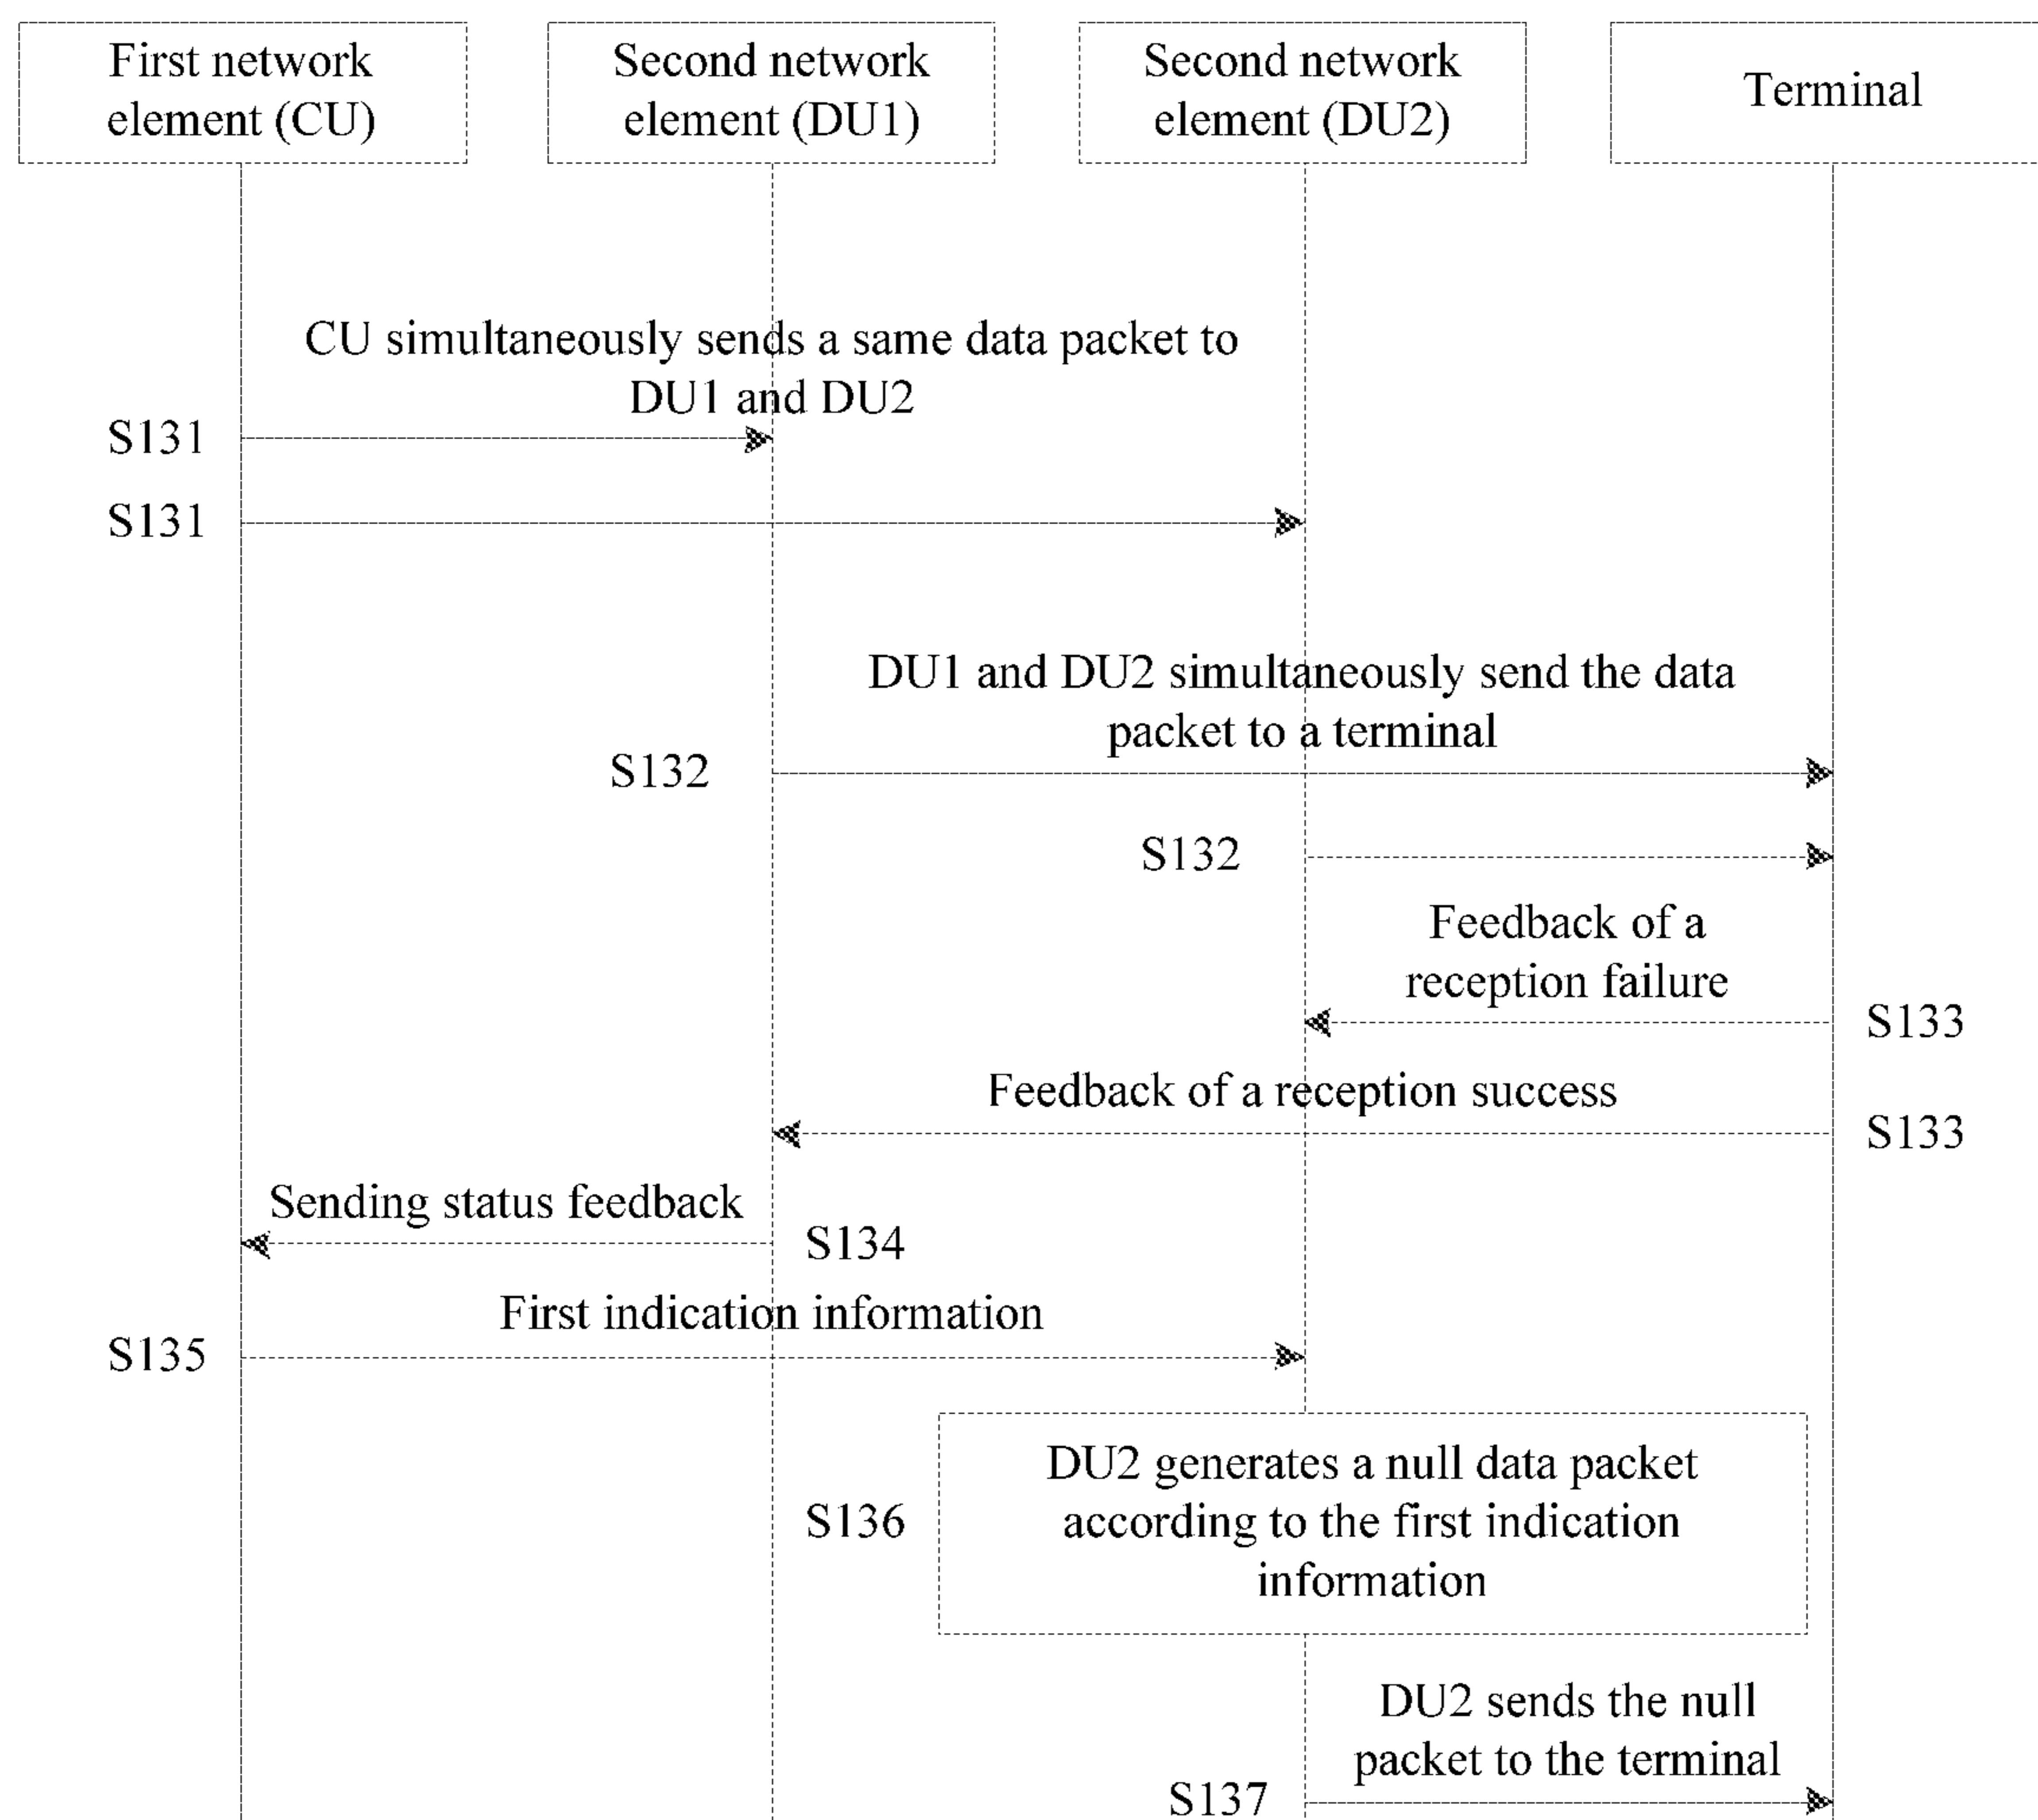 First network
element (CU)
Second network
element (DU1)
Second network
element (DU2)
Terminal
CU simultaneously sends a same data packet to
DU1 and DU2
S131
S131
DU1 and DU2 simultaneously send the data
packet to a terminal
S132
S132
Feedback of a
reception failure
S133
Feedback of a reception success
S133
Sending status feedback
S134
First indication information
S135
DU2 generates a null data packet
according to the first indication
information
S136
DU2 sends the null
packet to the terminal
S137